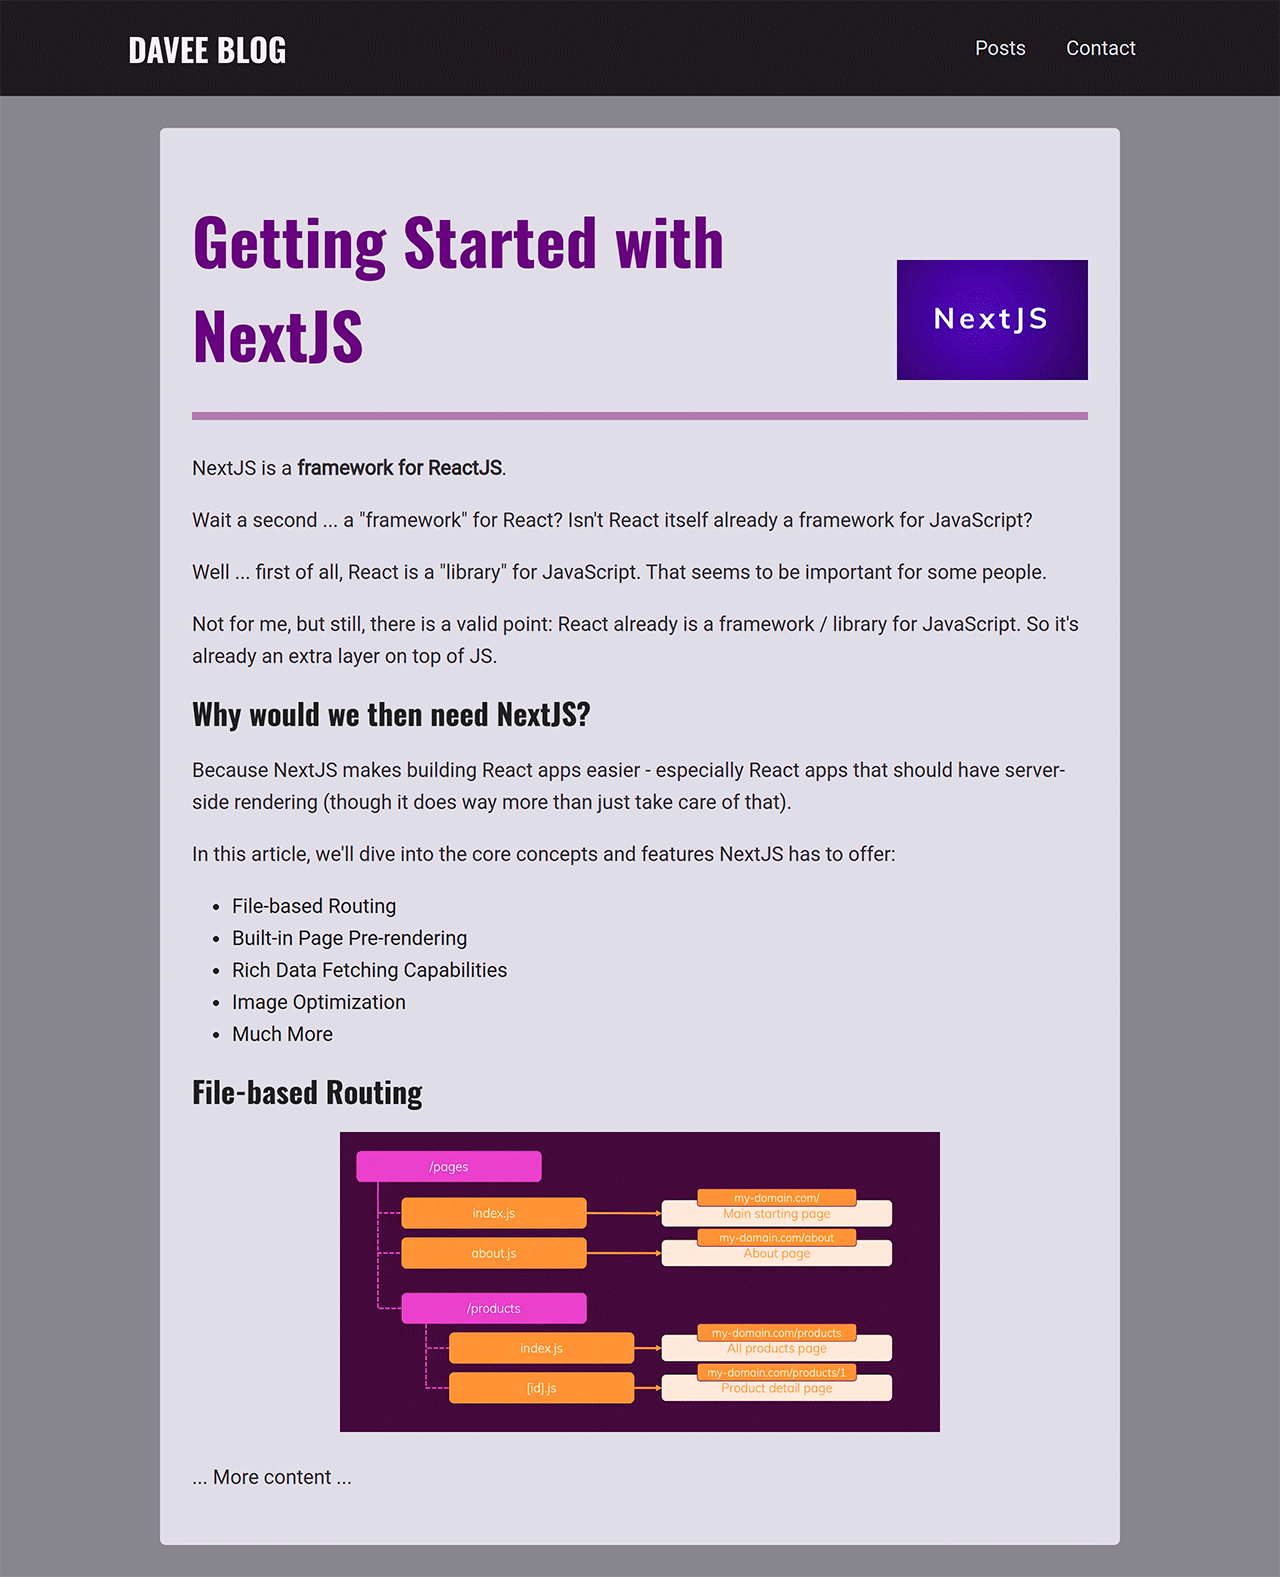 DAVEE BLOG
Posts
Contact
Getting Started with
NextJS
NextJS
NextJS is a framework for ReactJS.
Wait a second ... a "framework" for React? Isn't React itself already a framework for JavaScript?
Well ... first of all, React is a "library" for JavaScript. That seems to be important for some people.
Not for me, but still, there is a valid point: React already is a framework / library for JavaScript. So it's
already an extra layer on top of JS.
Why would we then need NextJS?
Because NextJS makes building React apps easier - especially React apps that should have server-
side rendering (though it does way more than just take care of that).
In this article, we'll dive into the core concepts and features NextJS has to offer:
• File-based Routing
• Built-in Page Pre-rendering
• Rich Data Fetching Capabilities
• Image Optimization
• Much More
File-based Routing
/pages
index.js
my-domain.com/
Main starting page
about.js
my-domain.com/about
About page
/products
index.js
my-domain.com/products
All products page
[id].js
my-domain.com/products/1
Product detail page
... More content ...